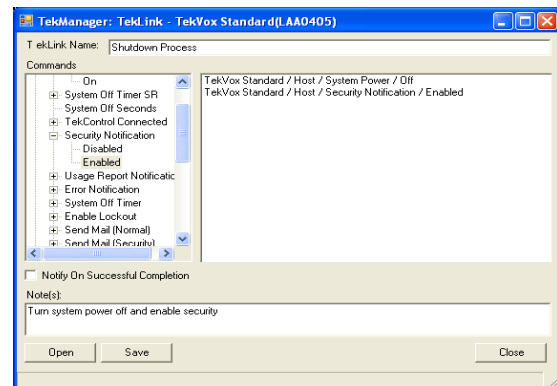 TekManager: TekLink - TekVox Standard(LAA0405)
TekLink Name: Shutdown Process
Commands
On
System Off Timer SR
System Off Seconds
TekControl Connected
Security Notification
Disabled
Enabled
Usage Report Notificatic
Error Notification
System Off Timer
Enable Lockout
Send Mail (Normal)
Send Mail (Security)
TekVox Standard / Host / System Power / Off
TekVox Standard / Host / Security Notification / Enabled
Notify On Successful Completion
Note(s):
Turn system power off and enable security
Open Save Close